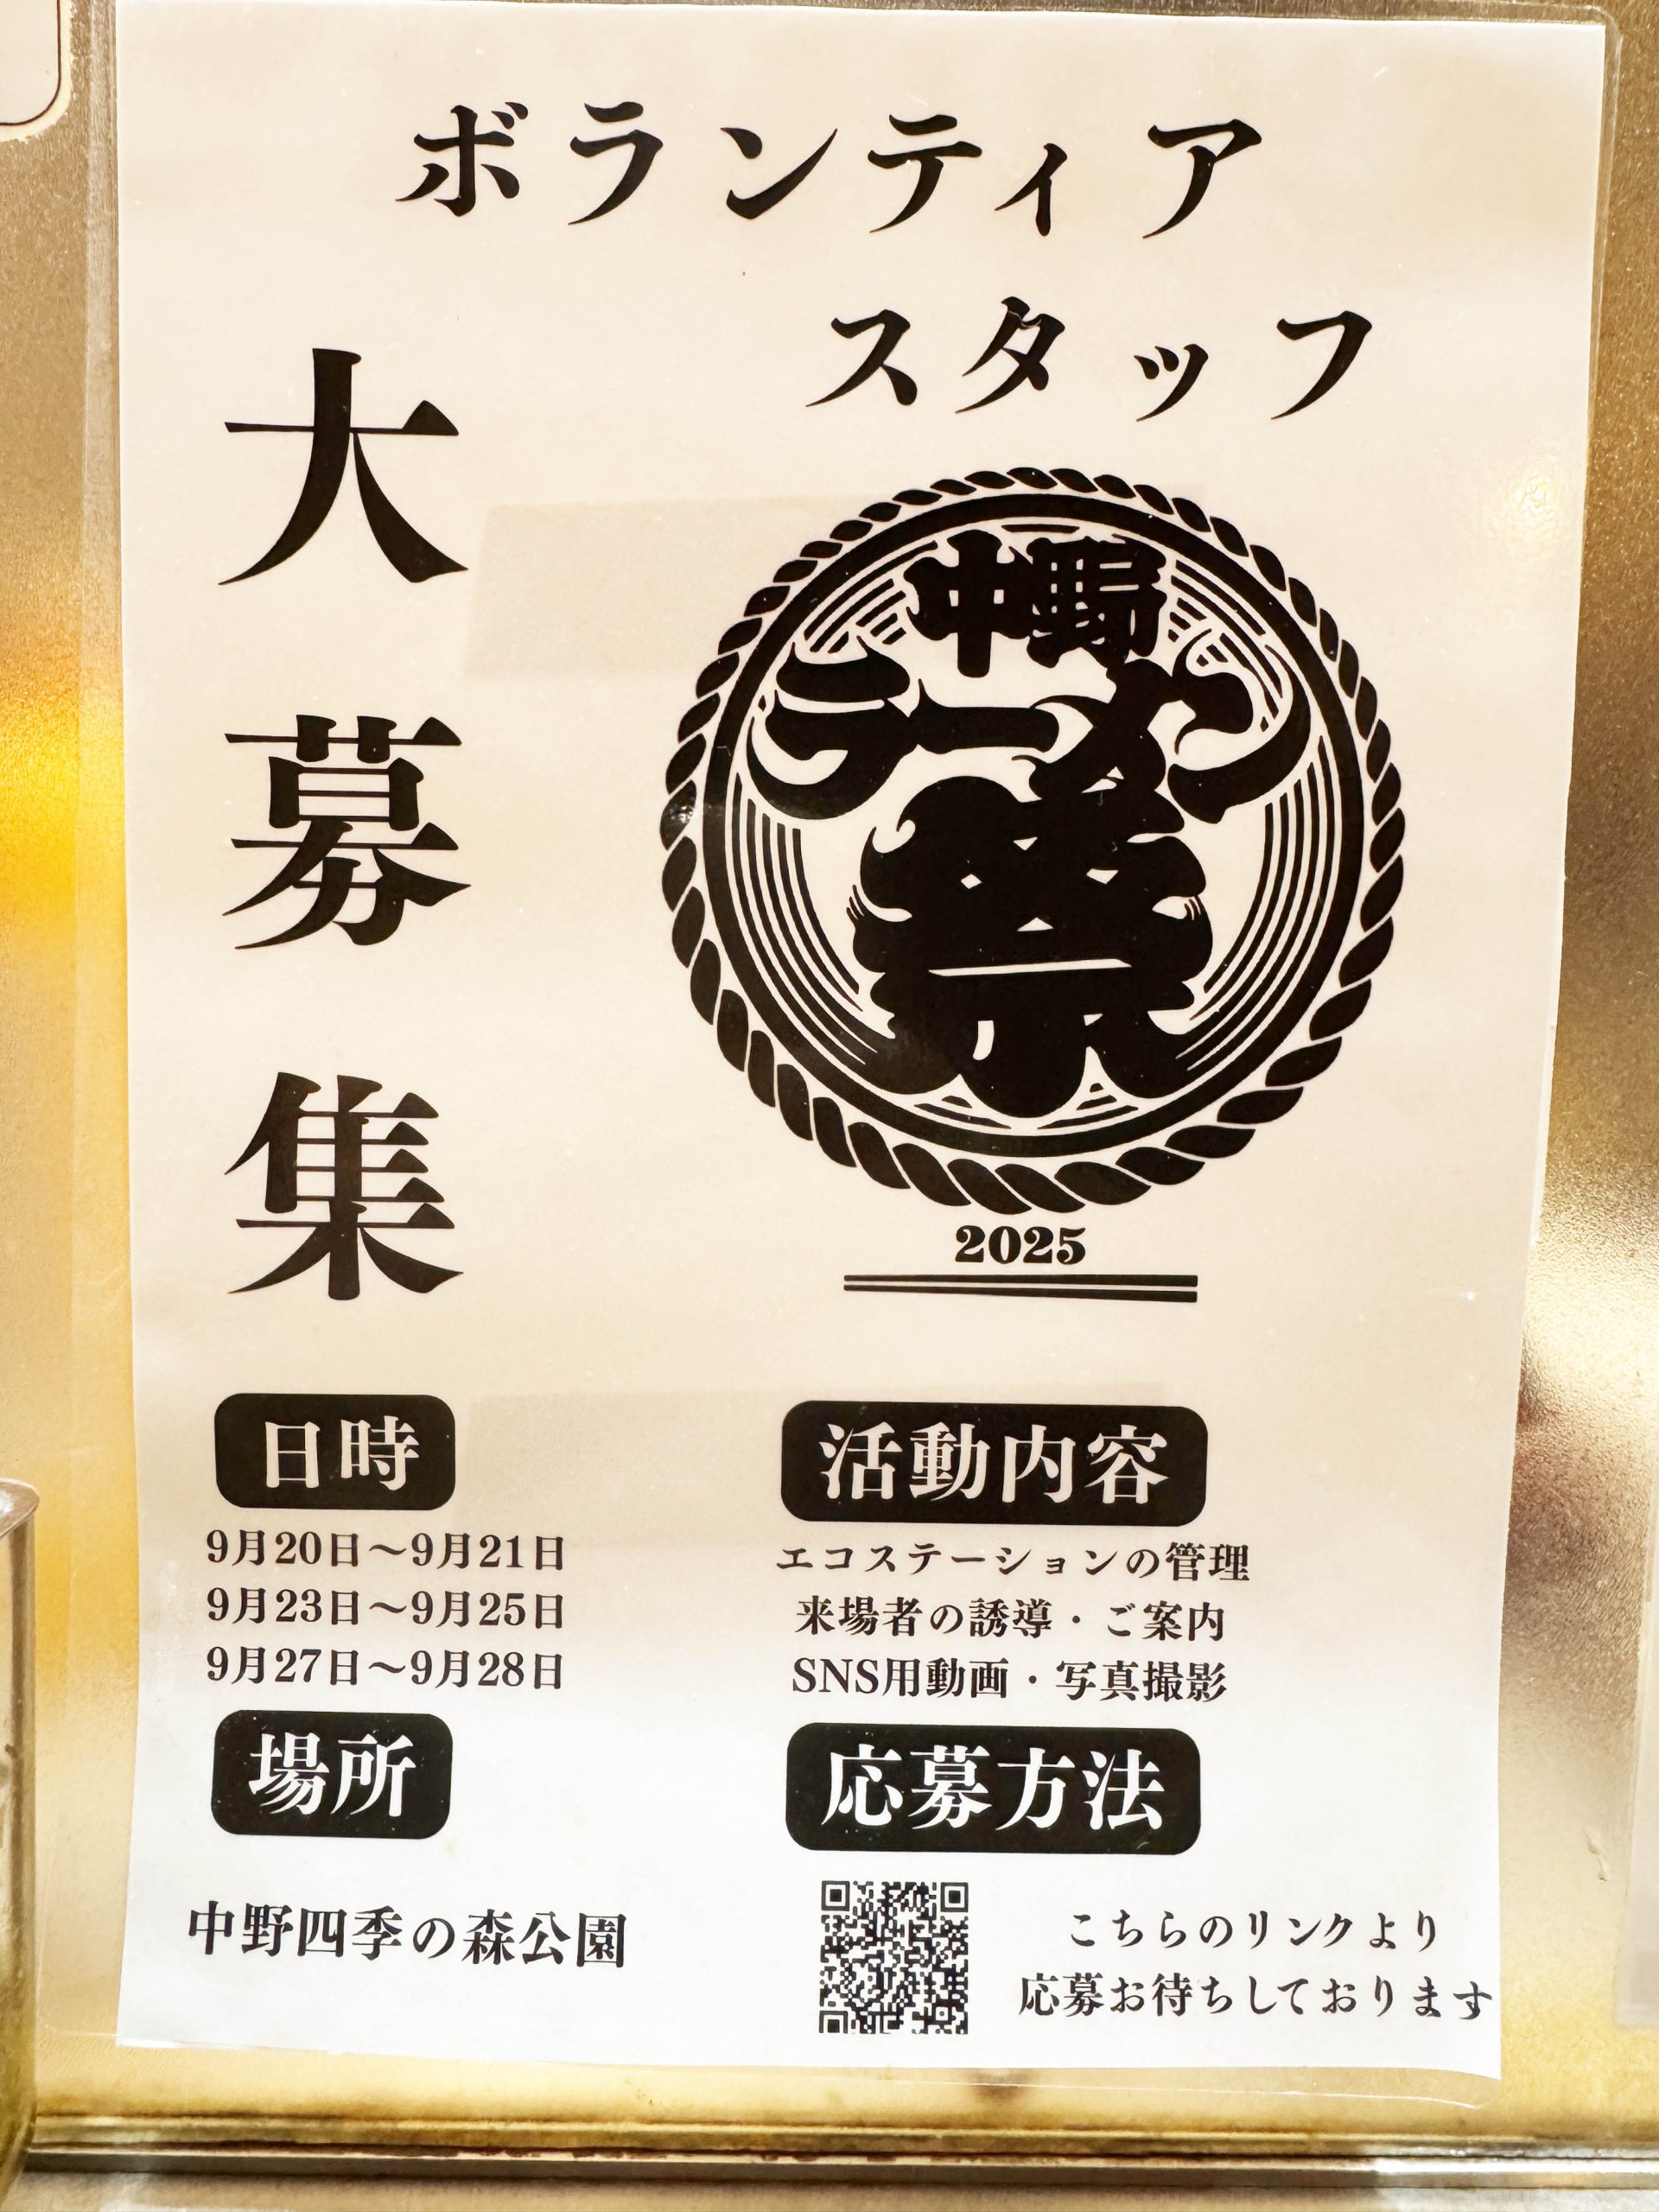 ボランティア
スタッフ
大募集
中野
ラーメン
祭
2025
日時
9月20日～9月21日
9月23日～9月25日
9月27日～9月28日
場所
中野四季の森公園
活動内容
エコステーションの管理
来場者の誘導・ご案内
SNS用動画・写真撮影
応募方法
こちらのリンクより
応募お待ちしております